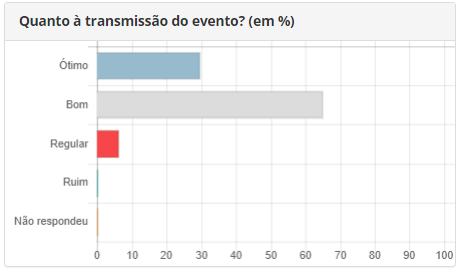 Quanto à transmissão do evento? (em %)
Ótimo
Bom
Regular
Ruim
Não respondeu
0 10 20 30 40 50 60 70 80 90 100